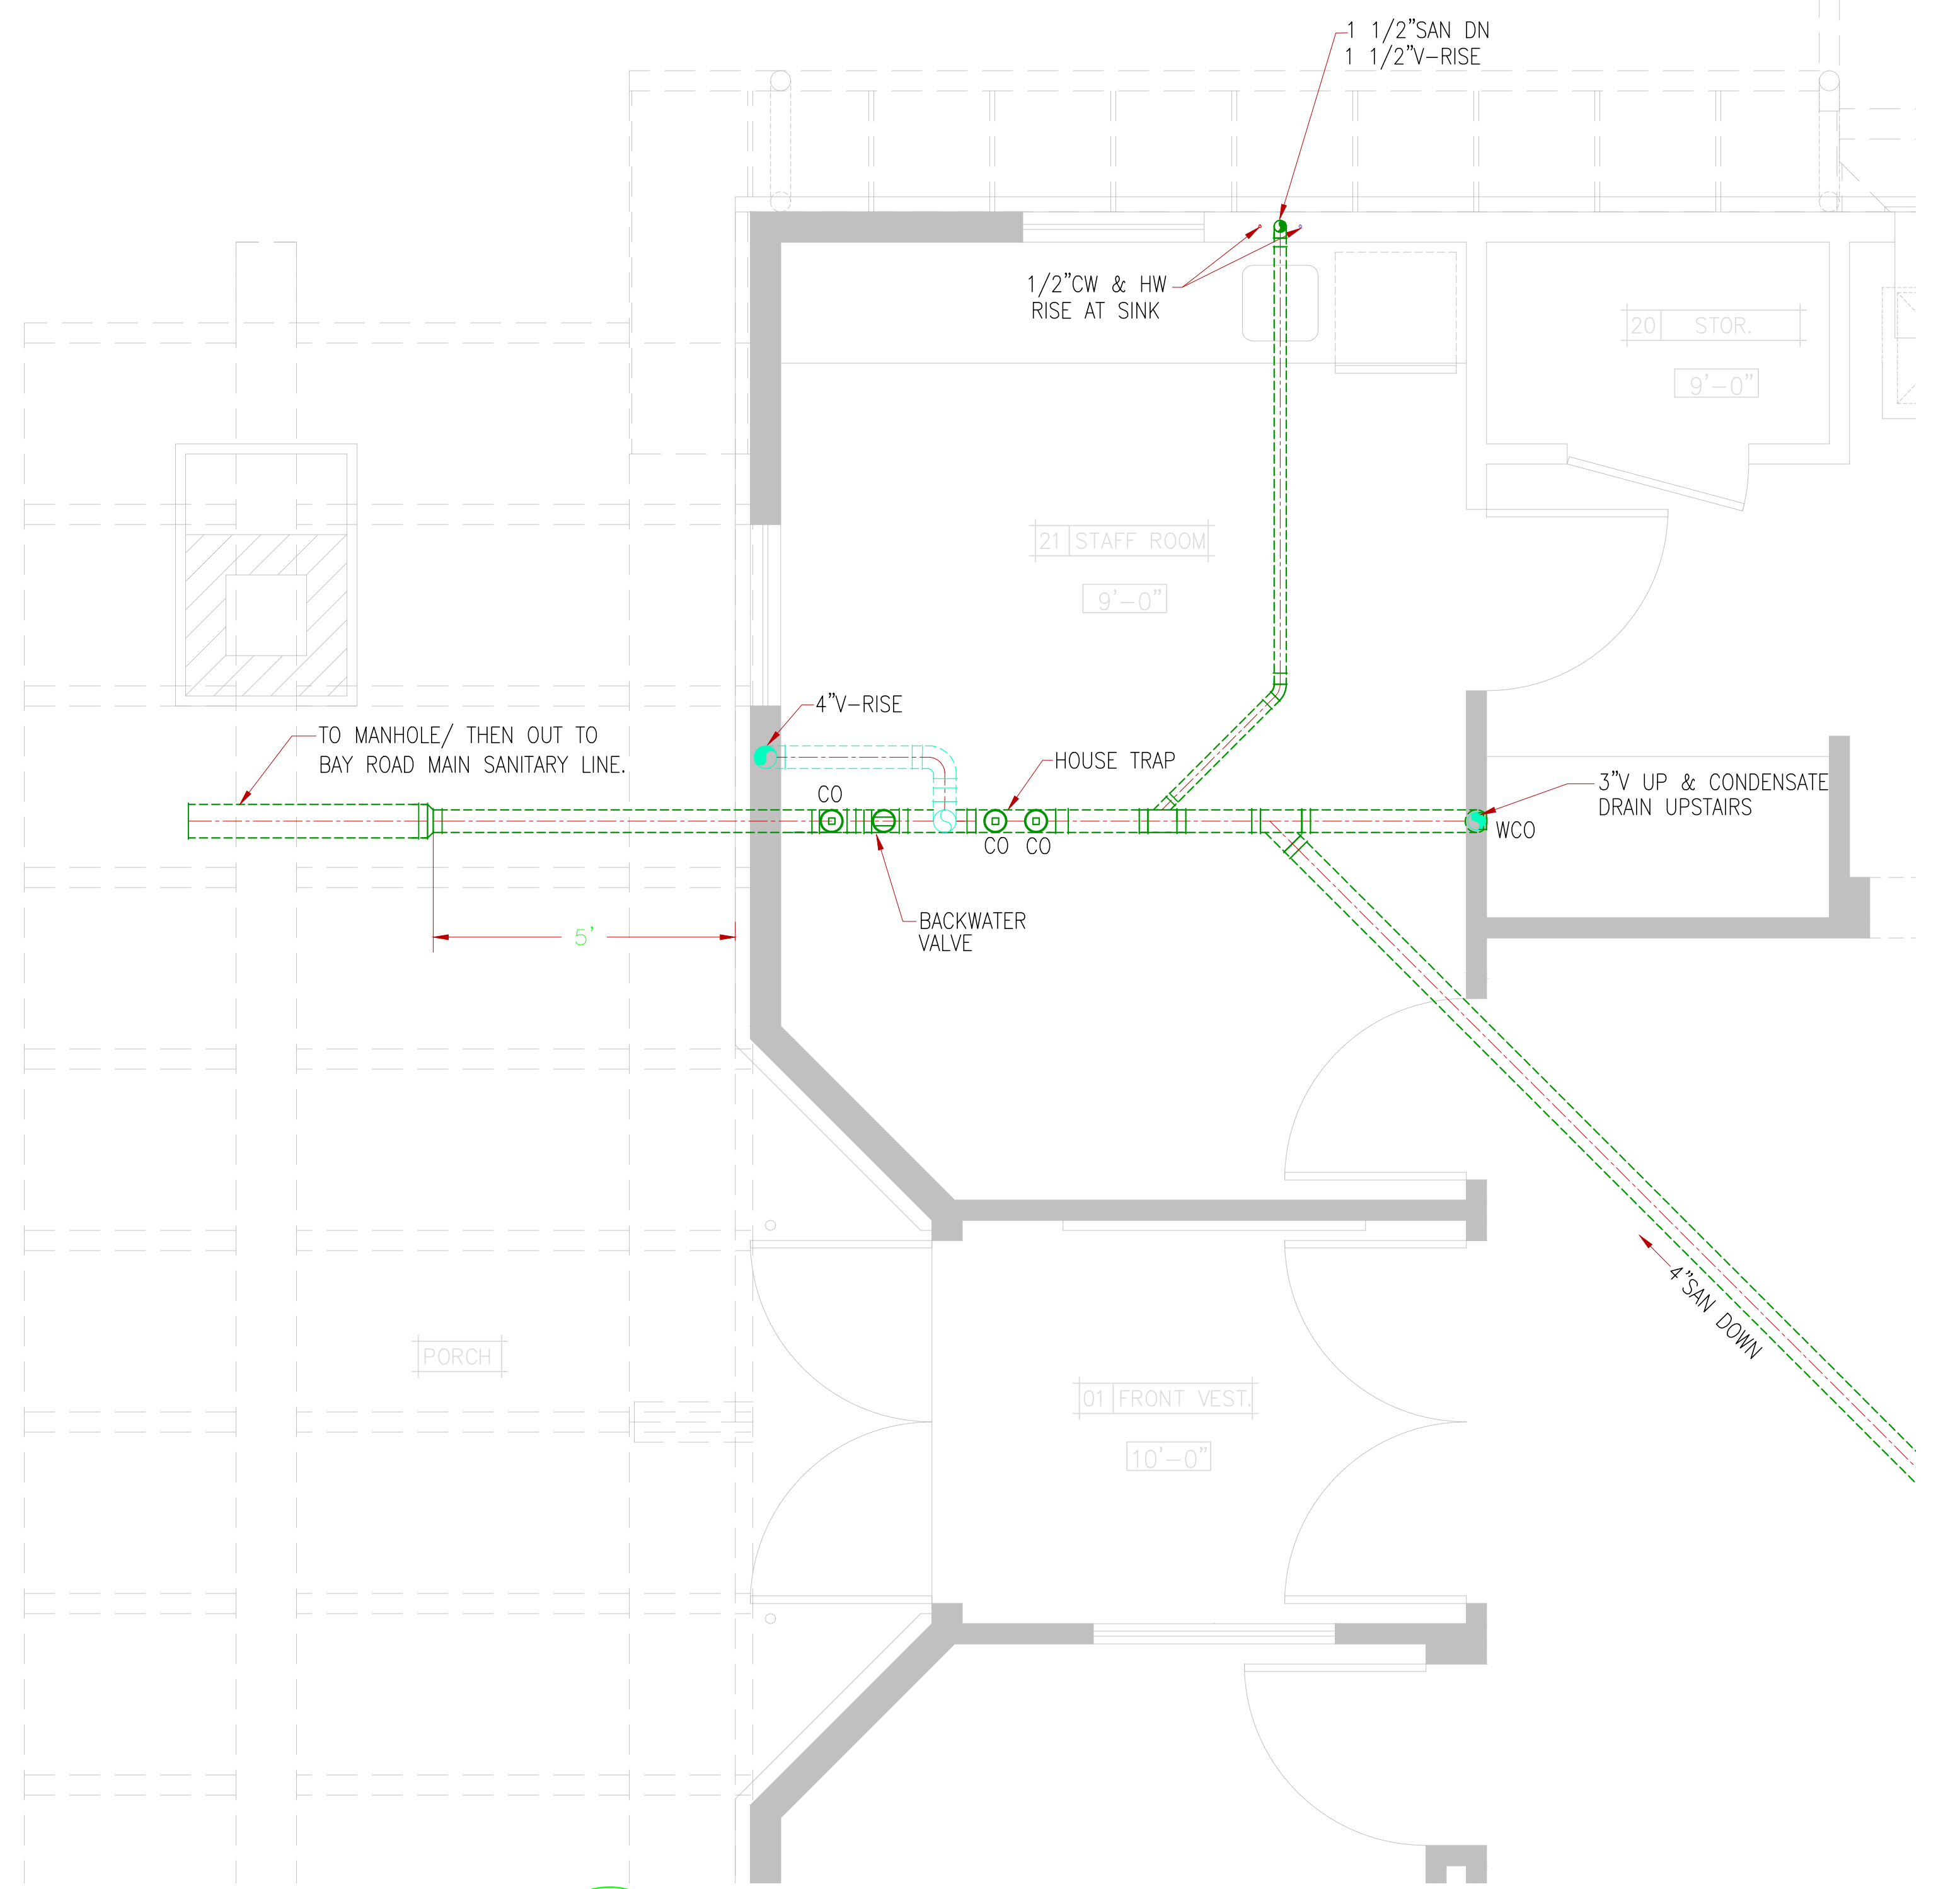 1 1/2"SAN DN
1 1/2"V-RISE
1/2"CW & HW
RISE AT SINK
20 STOR.
9'-0"
21 STAFF ROOM
9'-0"
4"V-RISE
TO MANHOLE/ THEN OUT TO
BAY ROAD MAIN SANITARY LINE.
HOUSE TRAP
CO
3"V UP & CONDENSATE
DRAIN UPSTAIRS
WCO
CO CO
BACKWATER
VALVE
5'
4"SAN DOWN
PORCH
01 FRONT VEST.
10'-0"